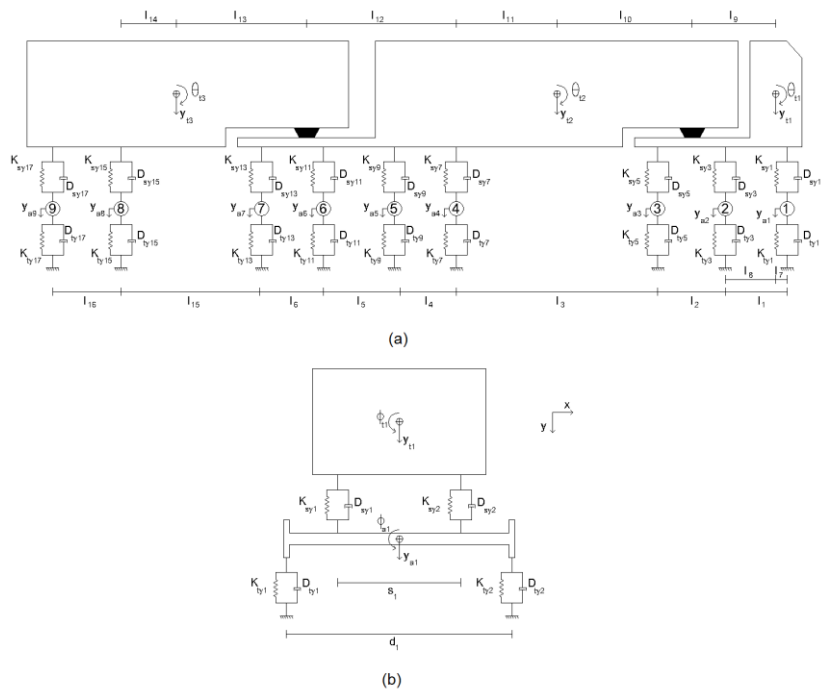 l14 l13 l12 l11 l10 l9
θt3 θt2 θt1
yt3 yt2 yt1
Ksy17 Ksy15 Ksy13 Ksy11 Ksy9 Ksy7 Ksy5 Ksy3 Ksy1
Dsy17 Dsy15 Dsy13 Dsy11 Dsy9 Dsy7 Dsy5 Dsy3 Dsy1
ya9 9 ya8 8 ya7 7 ya6 6 ya5 5 ya4 4 ya3 3 ya2 2 ya1 1
Dty17 Dty15 Dty13 Dty11 Dty9 Dty7 Dty5 Dty3 Dty1
Kty17 Kty15 Kty13 Kty11 Kty9 Kty7 Kty5 Kty3 Kty1
l8 l7
l16 l15 l6 l5 l4 l3 l2 l1
(a)
ϕt1
yt1
x
y
Ksy1 Dsy1 Ksy2 Dsy2
ϕa1
ya1
Kty1 Dty1 Kty2 Dty2
s1
d1
(b)